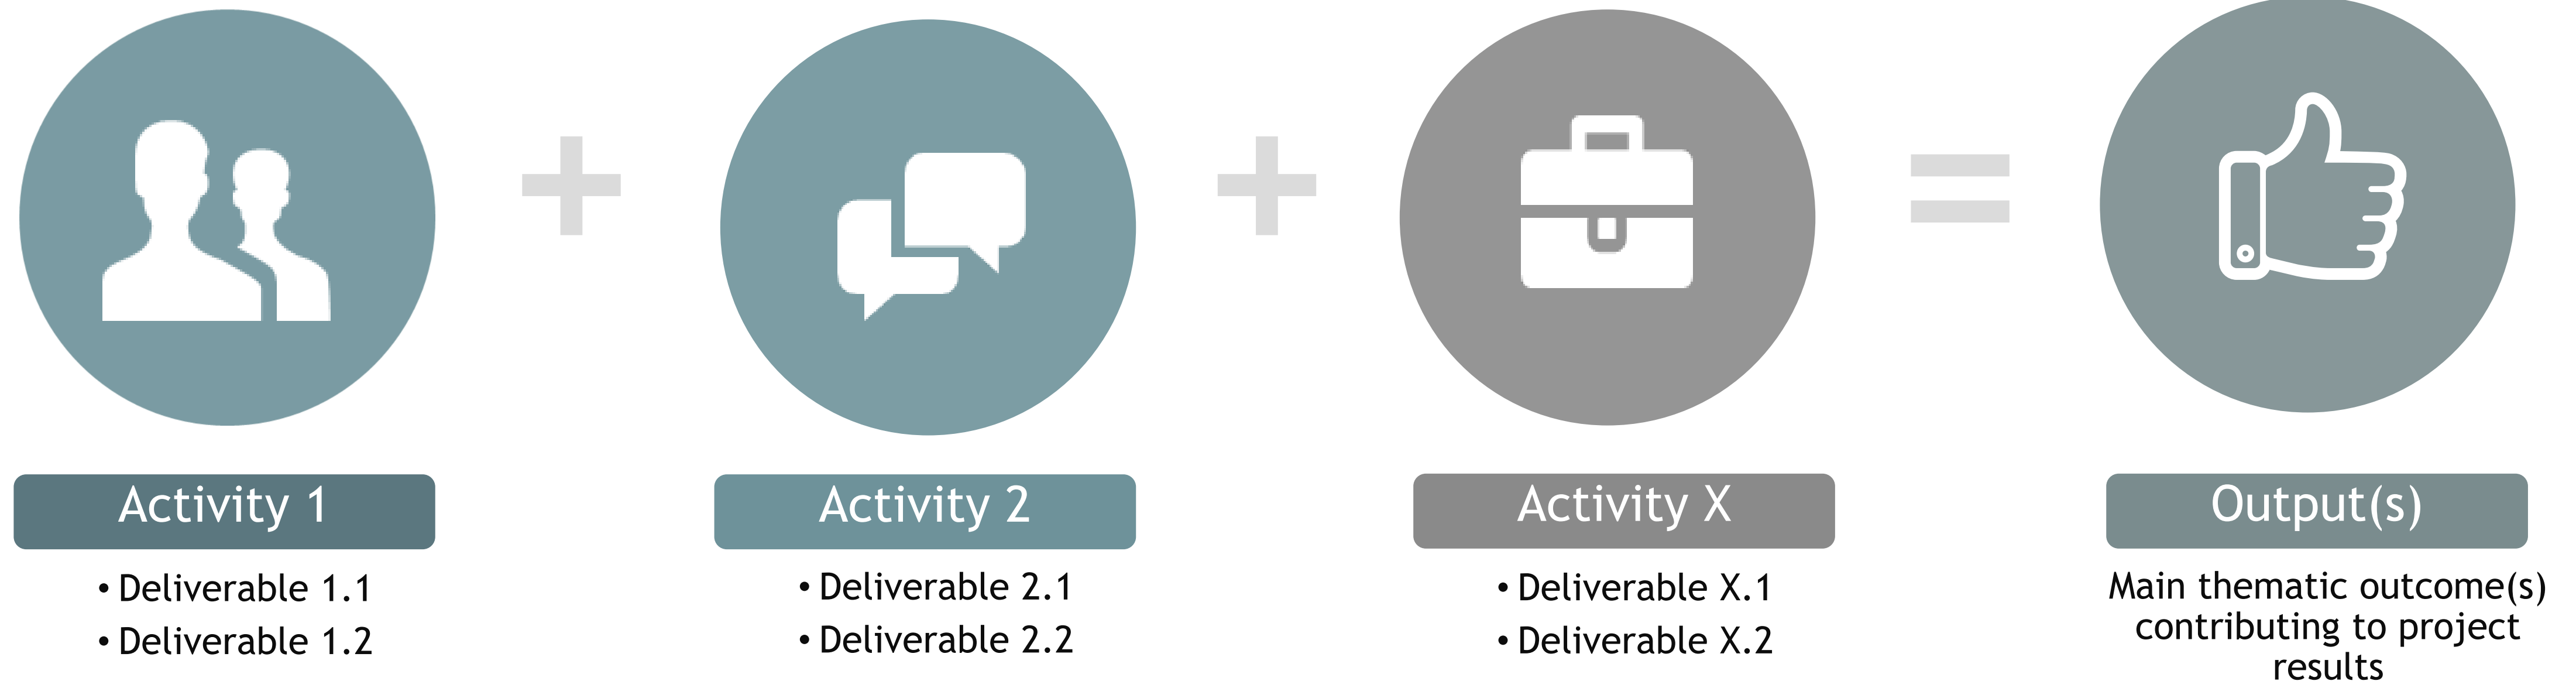 Activity 1
• Deliverable 1.1
• Deliverable 1.2
Activity 2
• Deliverable 2.1
• Deliverable 2.2
Activity X
• Deliverable X.1
• Deliverable X.2
Output(s)
Main thematic outcome(s)
contributing to project
results